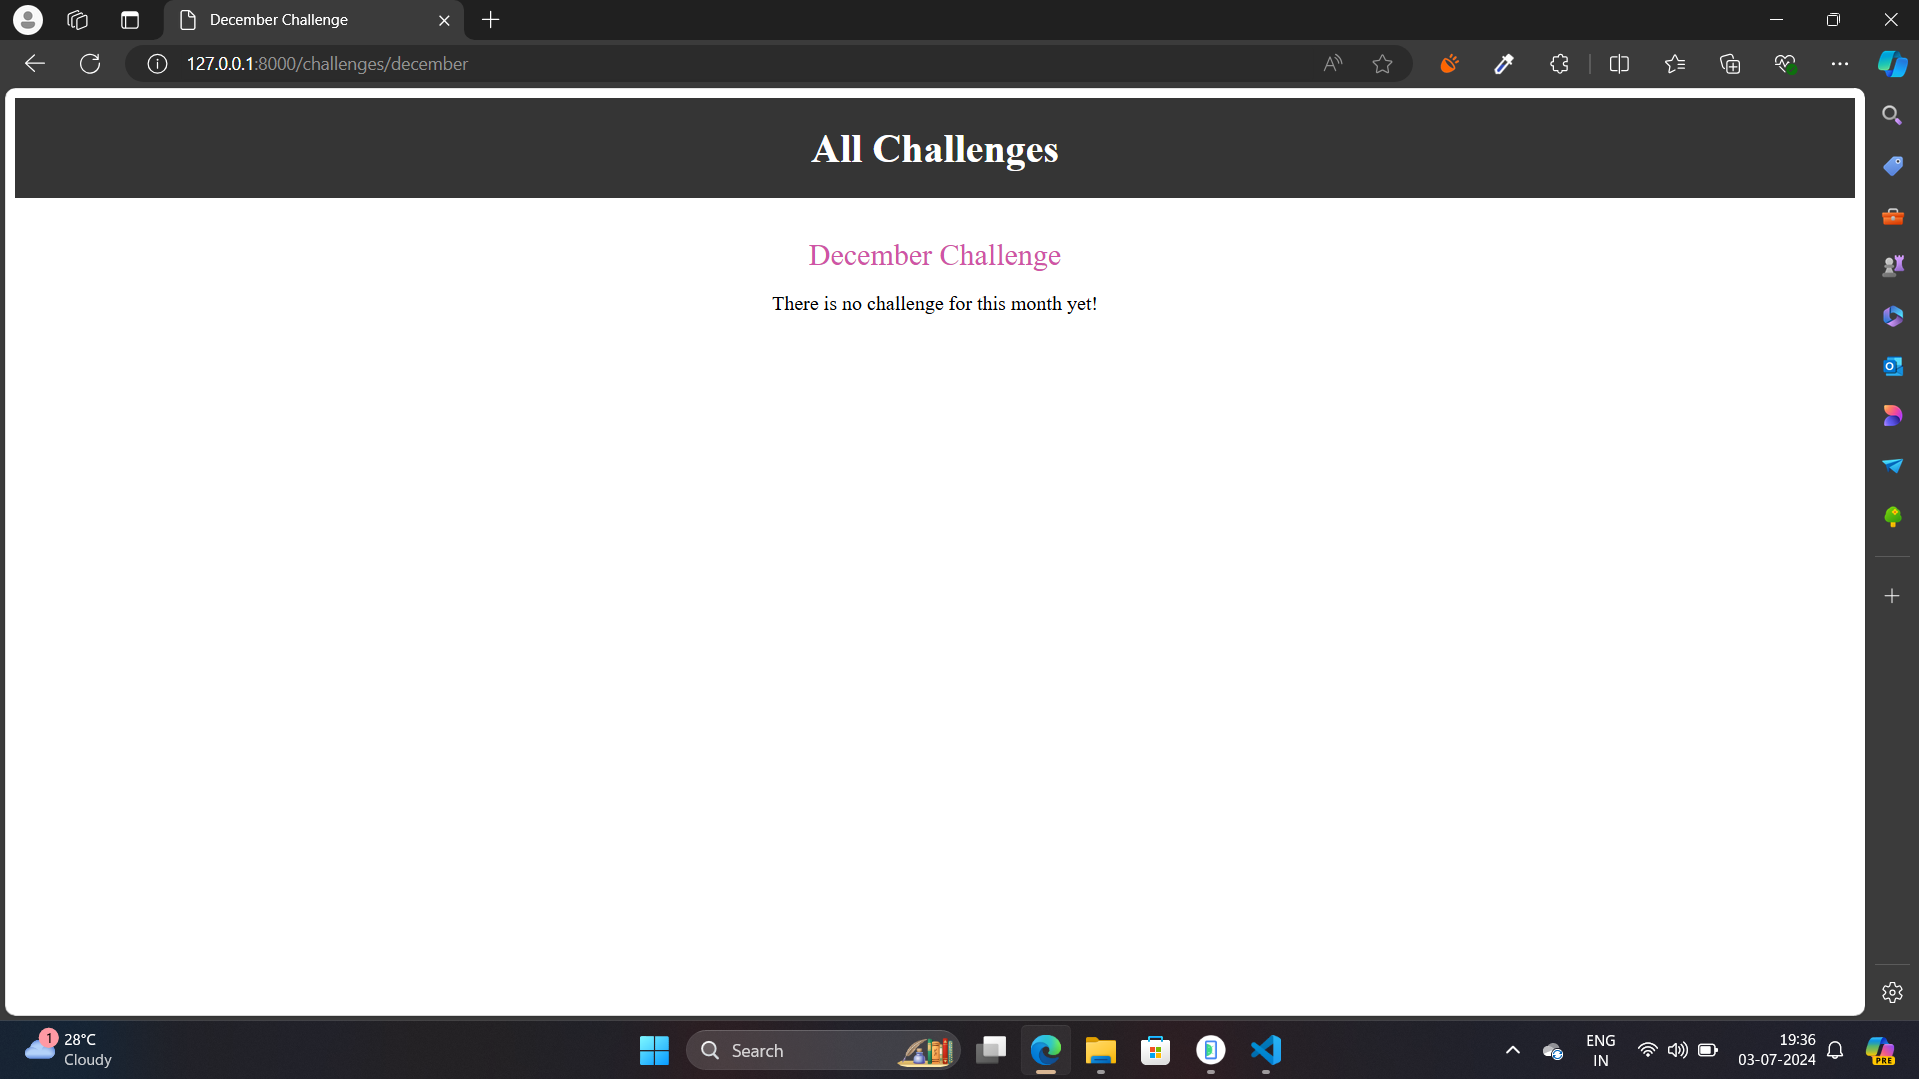 December Challenge
127.0.0.1:8000/challenges/december
All Challenges
December Challenge
There is no challenge for this month yet!
1
28°C
Cloudy
Search
ENG
IN
19:36
03-07-2024
PRE